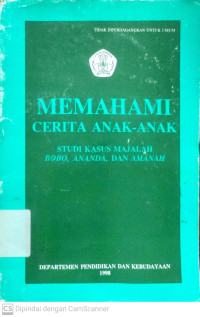 TIDAK DIPERDAGANGKAN UNTUK UMUM
MEMAHAMI
CERITA ANAK-ANAK
STUDI KASUS MAJALAH
BOBO, ANANDA, DAN AMANAH
DEPARTEMEN PENDIDIKAN DAN KEBUDAYAAN
1998
CS Dipindai dengan CamScanner